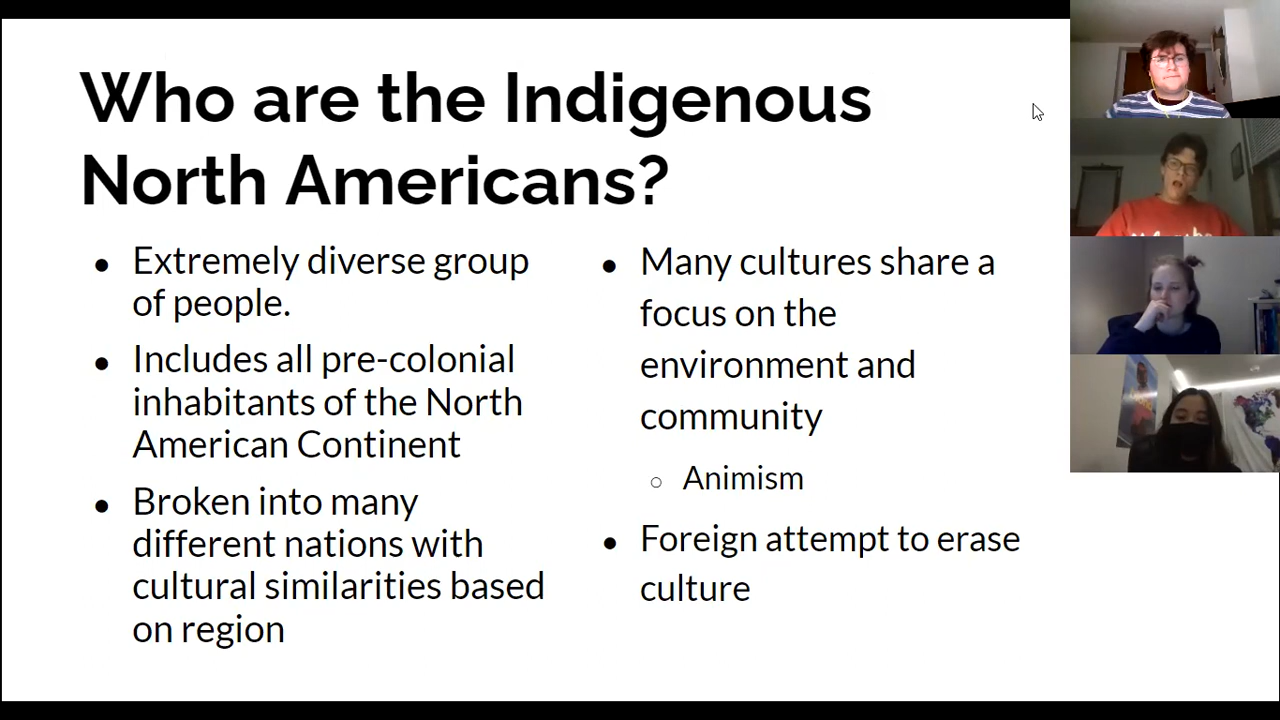 Who are the Indigenous
North Americans?
● Extremely diverse group
of people.
● Includes all pre-colonial
inhabitants of the North
American Continent
● Broken into many
different nations with
cultural similarities based
on region
● Many cultures share a
focus on the
environment and
community
○ Animism
● Foreign attempt to erase
culture